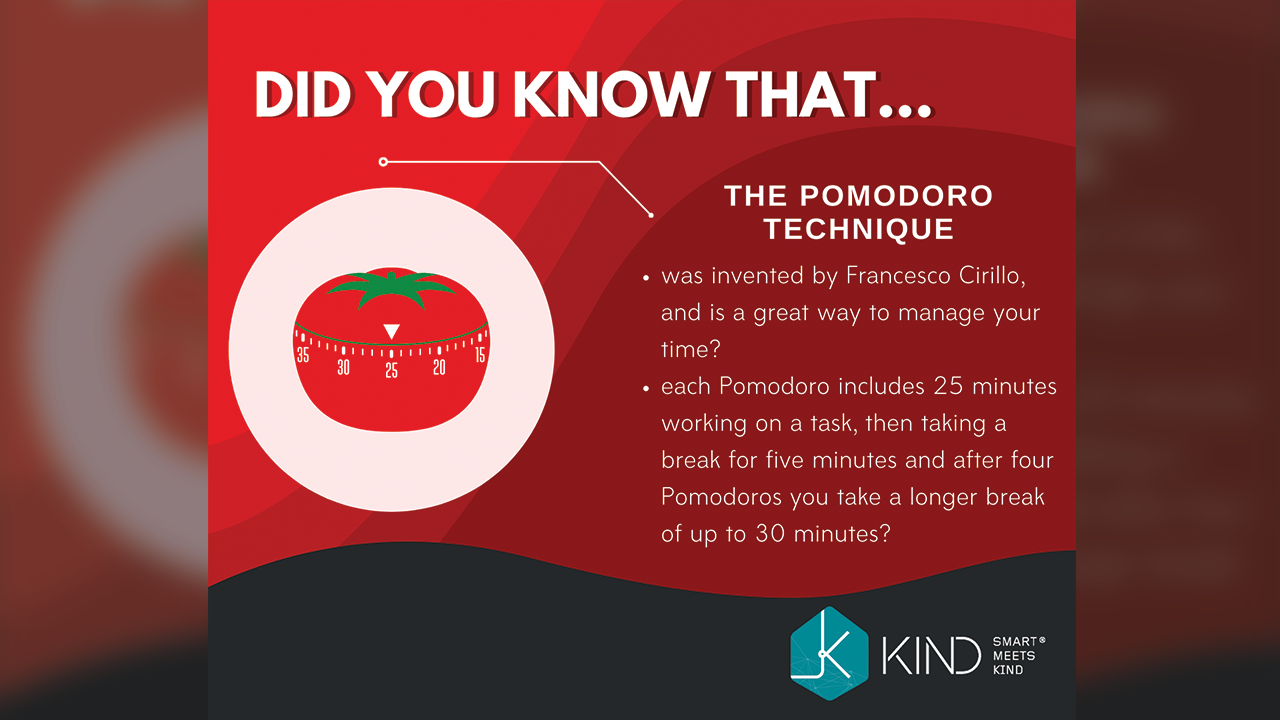 DID YOU KNOW THAT...
THE POMODORO
TECHNIQUE
• was invented by Francesco Cirillo,
and is a great way to manage your
time?
• each Pomodoro includes 25 minutes
working on a task, then taking a
break for five minutes and after four
Pomodoros you take a longer break
of up to 30 minutes?
35 30 25 20 15
KIND
SMART®
MEETS
KIND